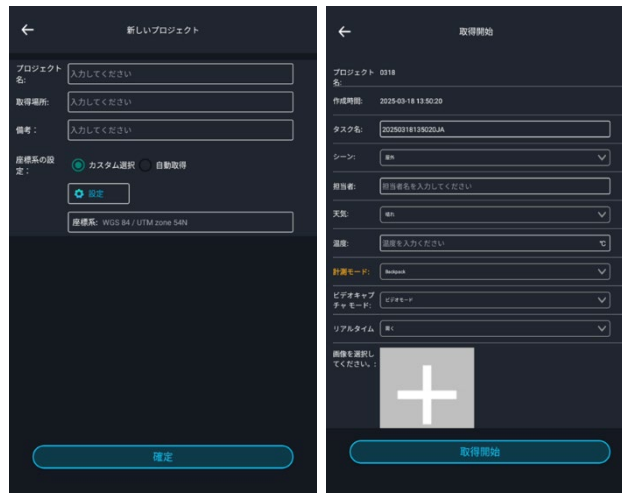 新しいプロジェクト
プロジェクト
名:
入力してください
取得場所:
入力してください
備考：
入力してください
座標系の設
定：
カスタム選択
自動取得
設定
座標系: WGS 84 / UTM zone 54N
確定
取得開始
プロジェクト
名:
0318
作成時間:
2025-03-18 13:50:20
タスク名:
20250318135020JA
シーン:
屋外
担当者:
担当者名を入力してください
天気:
晴れ
温度:
温度を入力ください
℃
計測モード:
Backpack
ビデオキャプ
チャ モード:
ビデオモード
リアルタイム
開く
画像を選択し
てください。:
取得開始